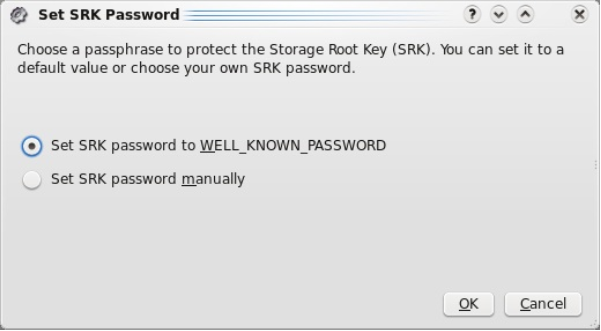 Set SRK Password
Choose a passphrase to protect the Storage Root Key (SRK). You can set it to a
default value or choose your own SRK password.
Set SRK password to WELL_KNOWN_PASSWORD
Set SRK password manually
OK Cancel